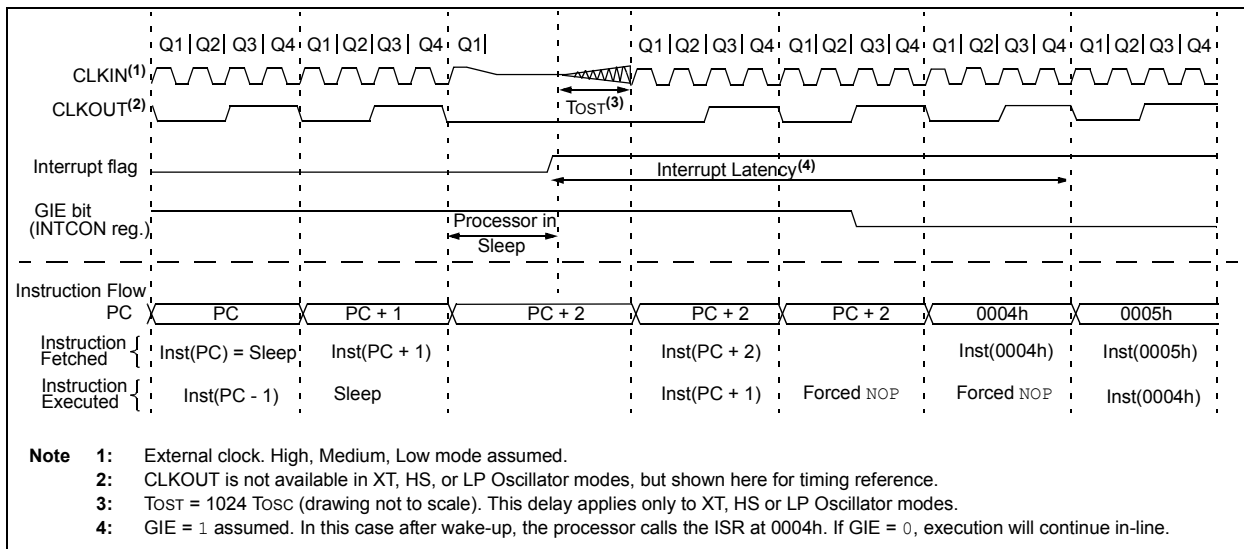 Q1| Q2| Q3| Q4 Q1| Q2| Q3| Q4 Q1| Q1| Q2| Q3| Q4 Q1| Q2| Q3| Q4 Q1| Q2| Q3| Q4 Q1| Q2| Q3| Q4
CLKIN(1)
CLKOUT(2)
TOST(3)
Interrupt flag
Interrupt Latency(4)
GIE bit
(INTCON reg.)
Processor in
Sleep
Instruction Flow
PC PC PC + 1 PC + 2 PC + 2 PC + 2 0004h 0005h
Instruction
Fetched { Inst(PC) = Sleep Inst(PC + 1) Inst(PC + 2) Inst(0004h) Inst(0005h)
Instruction
Executed { Inst(PC - 1) Sleep Inst(PC + 1) Forced NOP Forced NOP Inst(0004h)
Note 1: External clock. High, Medium, Low mode assumed.
2: CLKOUT is not available in XT, HS, or LP Oscillator modes, but shown here for timing reference.
3: TOST = 1024 TOSC (drawing not to scale). This delay applies only to XT, HS or LP Oscillator modes.
4: GIE = 1 assumed. In this case after wake-up, the processor calls the ISR at 0004h. If GIE = 0, execution will continue in-line.